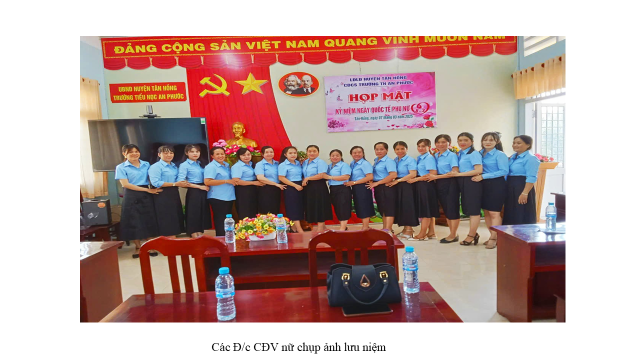 ĐẢNG CỘNG SẢN VIỆT NAM QUANG VINH MUÔN NĂM
UBND HUYỆN TÂN HỒNG
TRƯỜNG TIỂU HỌC AN PHƯỚC
LĐLĐ HUYỆN TÂN HỒNG
CĐCS TRƯỜNG TH AN PHƯỚC
HỌP MẶT
KỶ NIỆM NGÀY QUỐC TẾ PHỤ NỮ
Các Đ/c CĐV nữ chụp ảnh lưu niệm